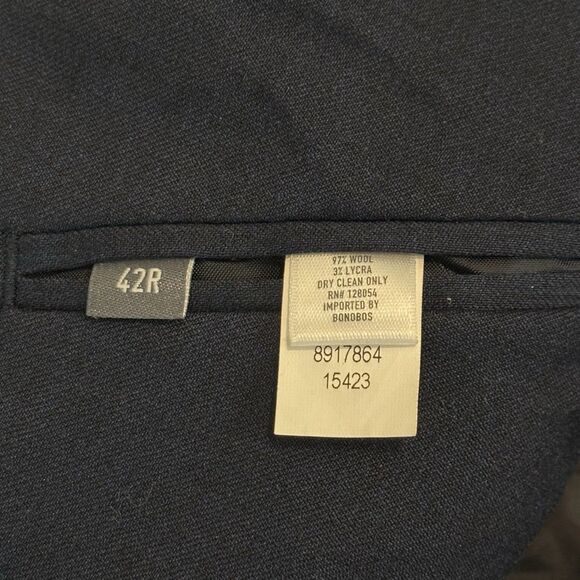 42R
97% WOOL
3% LYCRA
DRY CLEAN ONLY
RN# 128054
IMPORTED BY
BONOBOS
8917864
15423